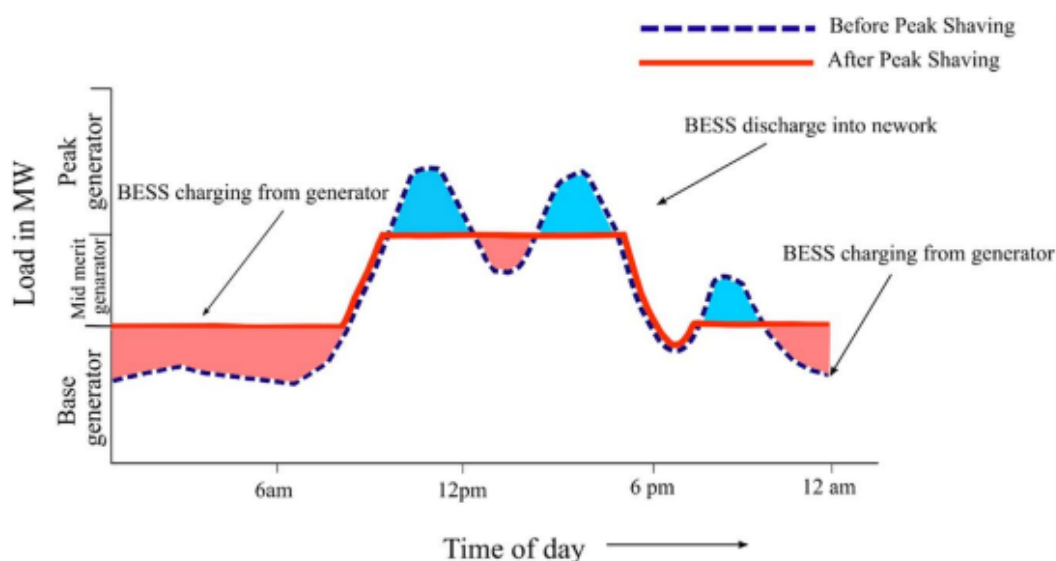 Before Peak Shaving
After Peak Shaving
BESS discharge into nework
BESS charging from generator
BESS charging from generator
Load in MW
Peak
generator
Mid merit
genarator
Base
generator
6am
12pm
6 pm
12 am
Time of day